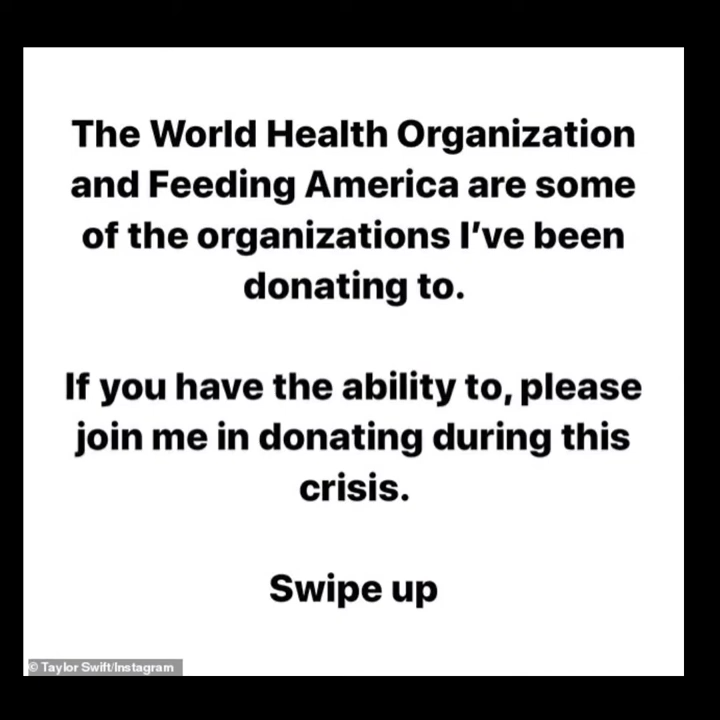 The World Health Organization
and Feeding America are some
of the organizations I've been
donating to.
If you have the ability to, please
join me in donating during this
crisis.
Swipe up
© Taylor Swift/Instagram